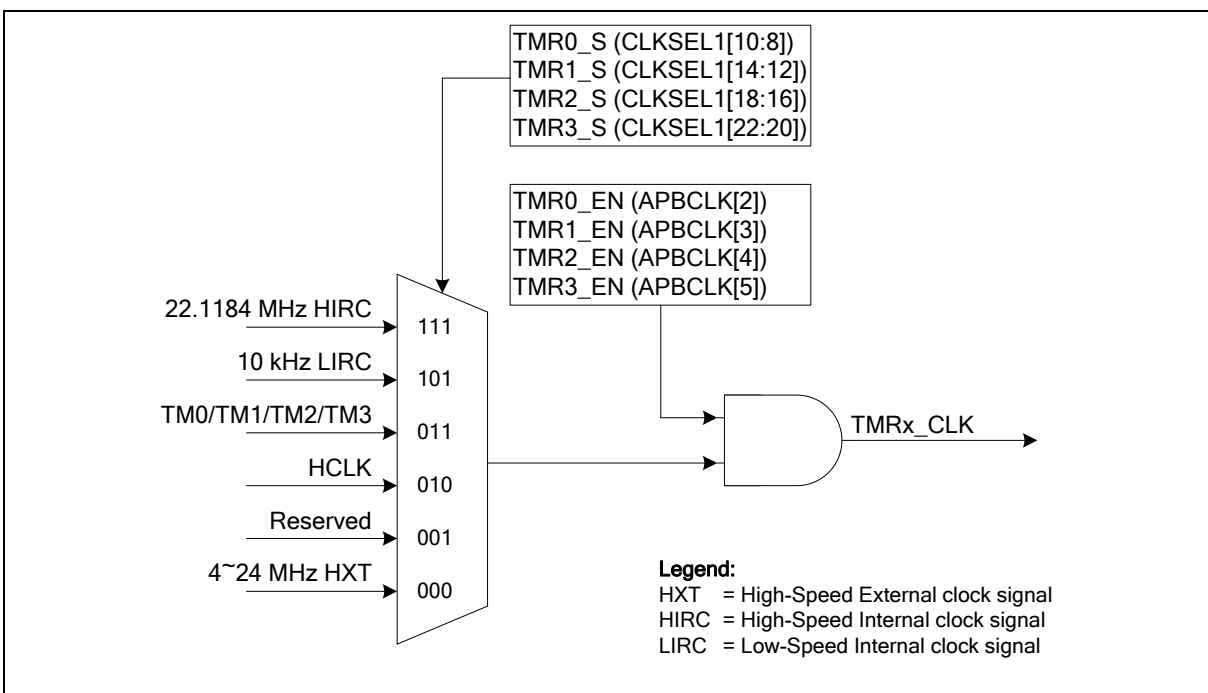 TMR0_S (CLKSEL1[10:8])
TMR1_S (CLKSEL1[14:12])
TMR2_S (CLKSEL1[18:16])
TMR3_S (CLKSEL1[22:20])
TMR0_EN (APBCLK[2])
TMR1_EN (APBCLK[3])
TMR2_EN (APBCLK[4])
TMR3_EN (APBCLK[5])
22.1184 MHz HIRC
111
10 kHz LIRC
101
TM0/TM1/TM2/TM3
011
HCLK
010
Reserved
001
4~24 MHz HXT
000
TMRx_CLK
Legend:
HXT = High-Speed External clock signal
HIRC = High-Speed Internal clock signal
LIRC = Low-Speed Internal clock signal